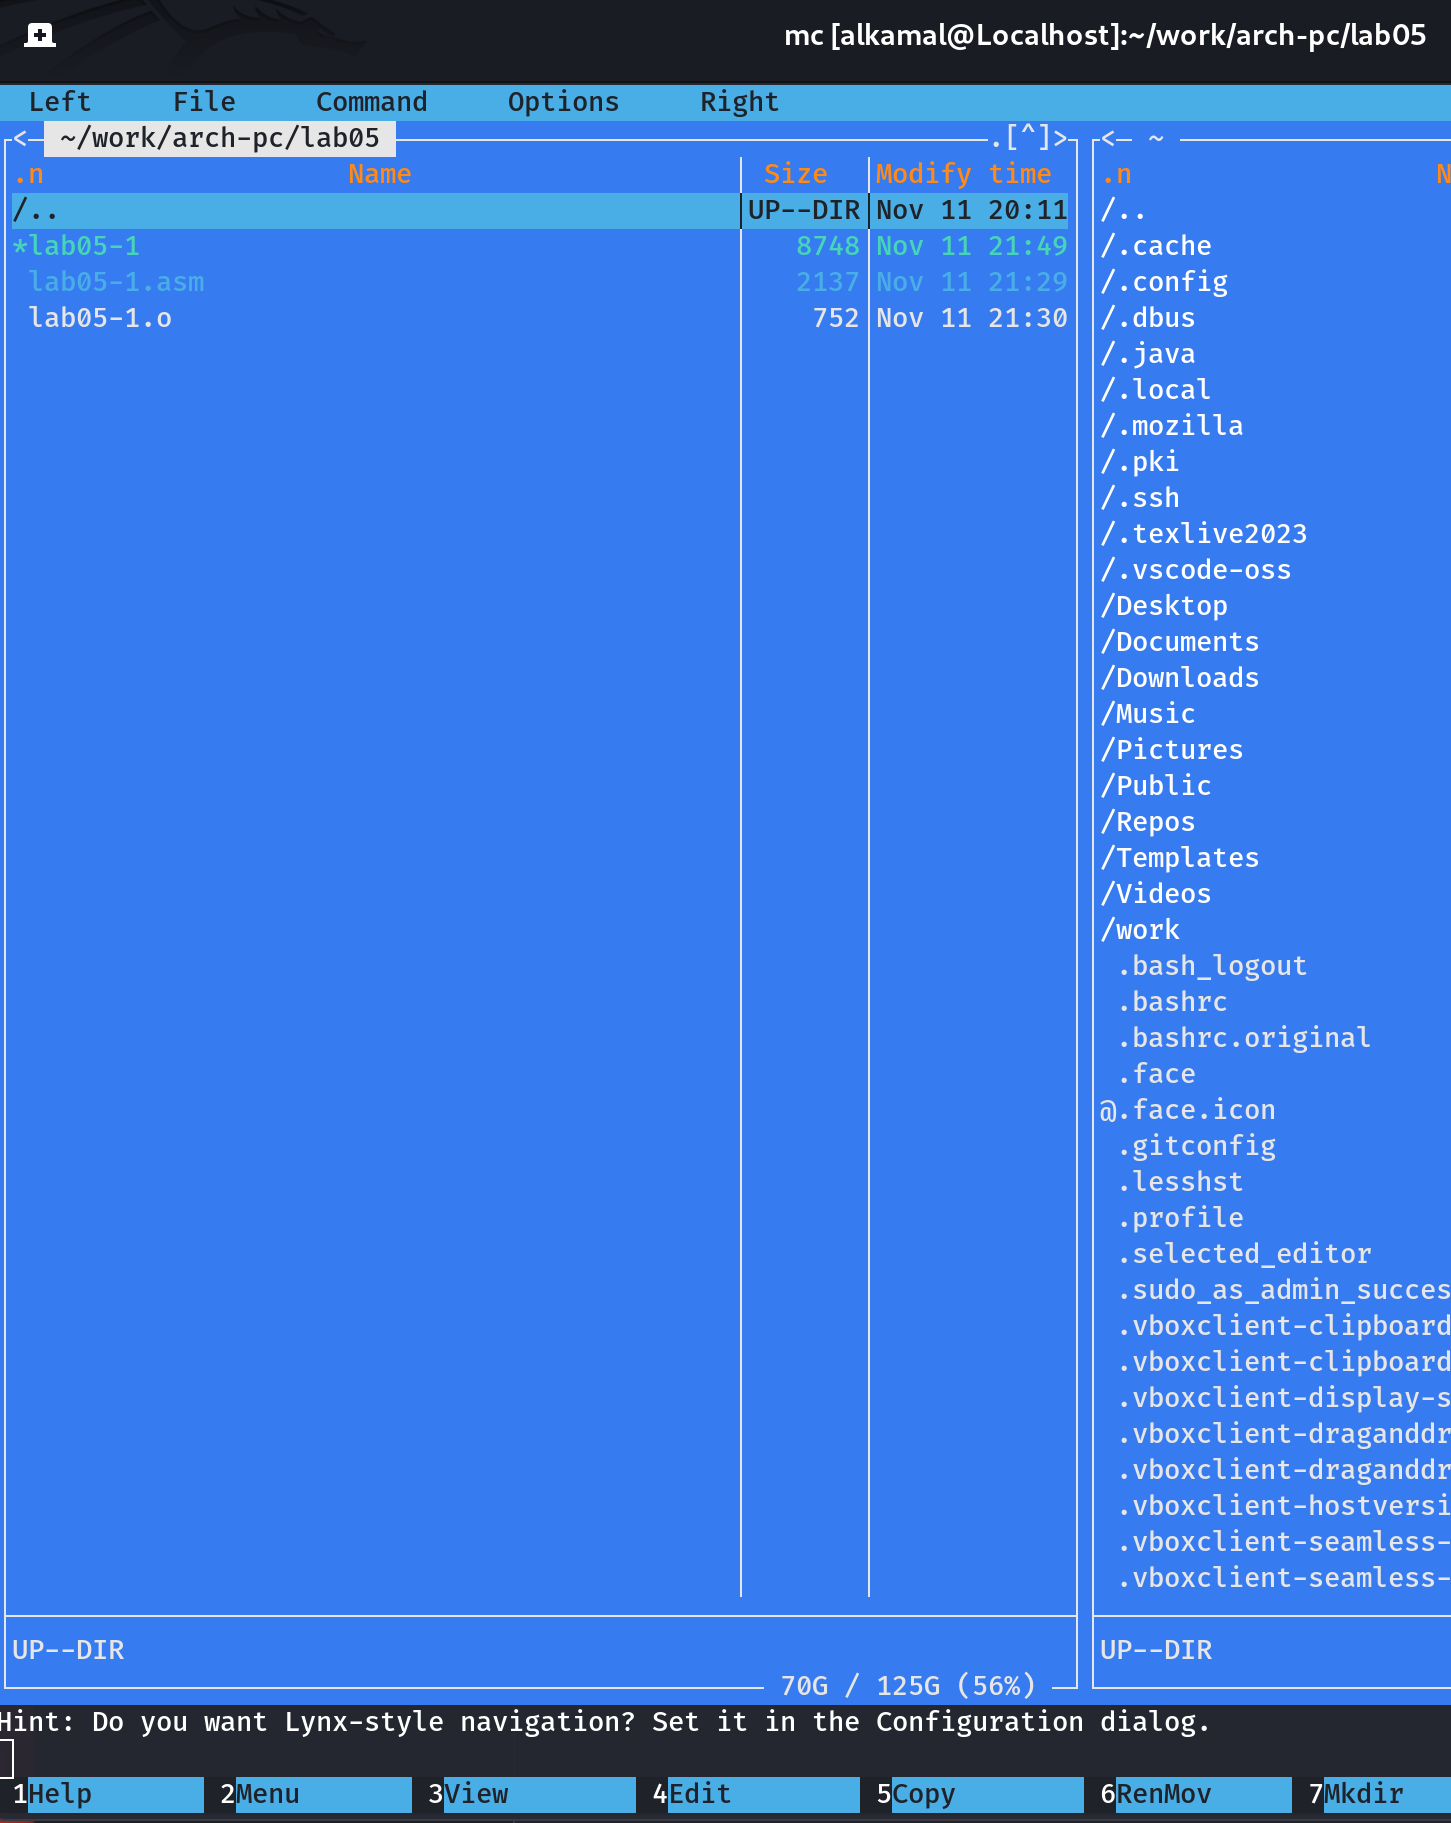 mc [alkamal@Localhost]:~/work/arch-pc/lab05
Left File Command Options Right
<─ ~/work/arch-pc/lab05 .[^]>
.n Name Size Modify time
/.. UP--DIR Nov 11 20:11
*lab05-1 8748 Nov 11 21:49
lab05-1.asm 2137 Nov 11 21:29
lab05-1.o 752 Nov 11 21:30
UP--DIR
70G / 125G (56%)
<─ ~
.n N
/..
/.cache
/.config
/.dbus
/.java
/.local
/.mozilla
/.pki
/.ssh
/.texlive2023
/.vscode-oss
/Desktop
/Documents
/Downloads
/Music
/Pictures
/Public
/Repos
/Templates
/Videos
/work
.bash_logout
.bashrc
.bashrc.original
.face
@.face.icon
.gitconfig
.lesshst
.profile
.selected_editor
.sudo_as_admin_succes
.vboxclient-clipboard
.vboxclient-clipboard
.vboxclient-display-s
.vboxclient-draganddr
.vboxclient-draganddr
.vboxclient-hostversi
.vboxclient-seamless-
.vboxclient-seamless-
UP--DIR
Hint: Do you want Lynx-style navigation? Set it in the Configuration dialog.
1Help 2Menu 3View 4Edit 5Copy 6RenMov 7Mkdir